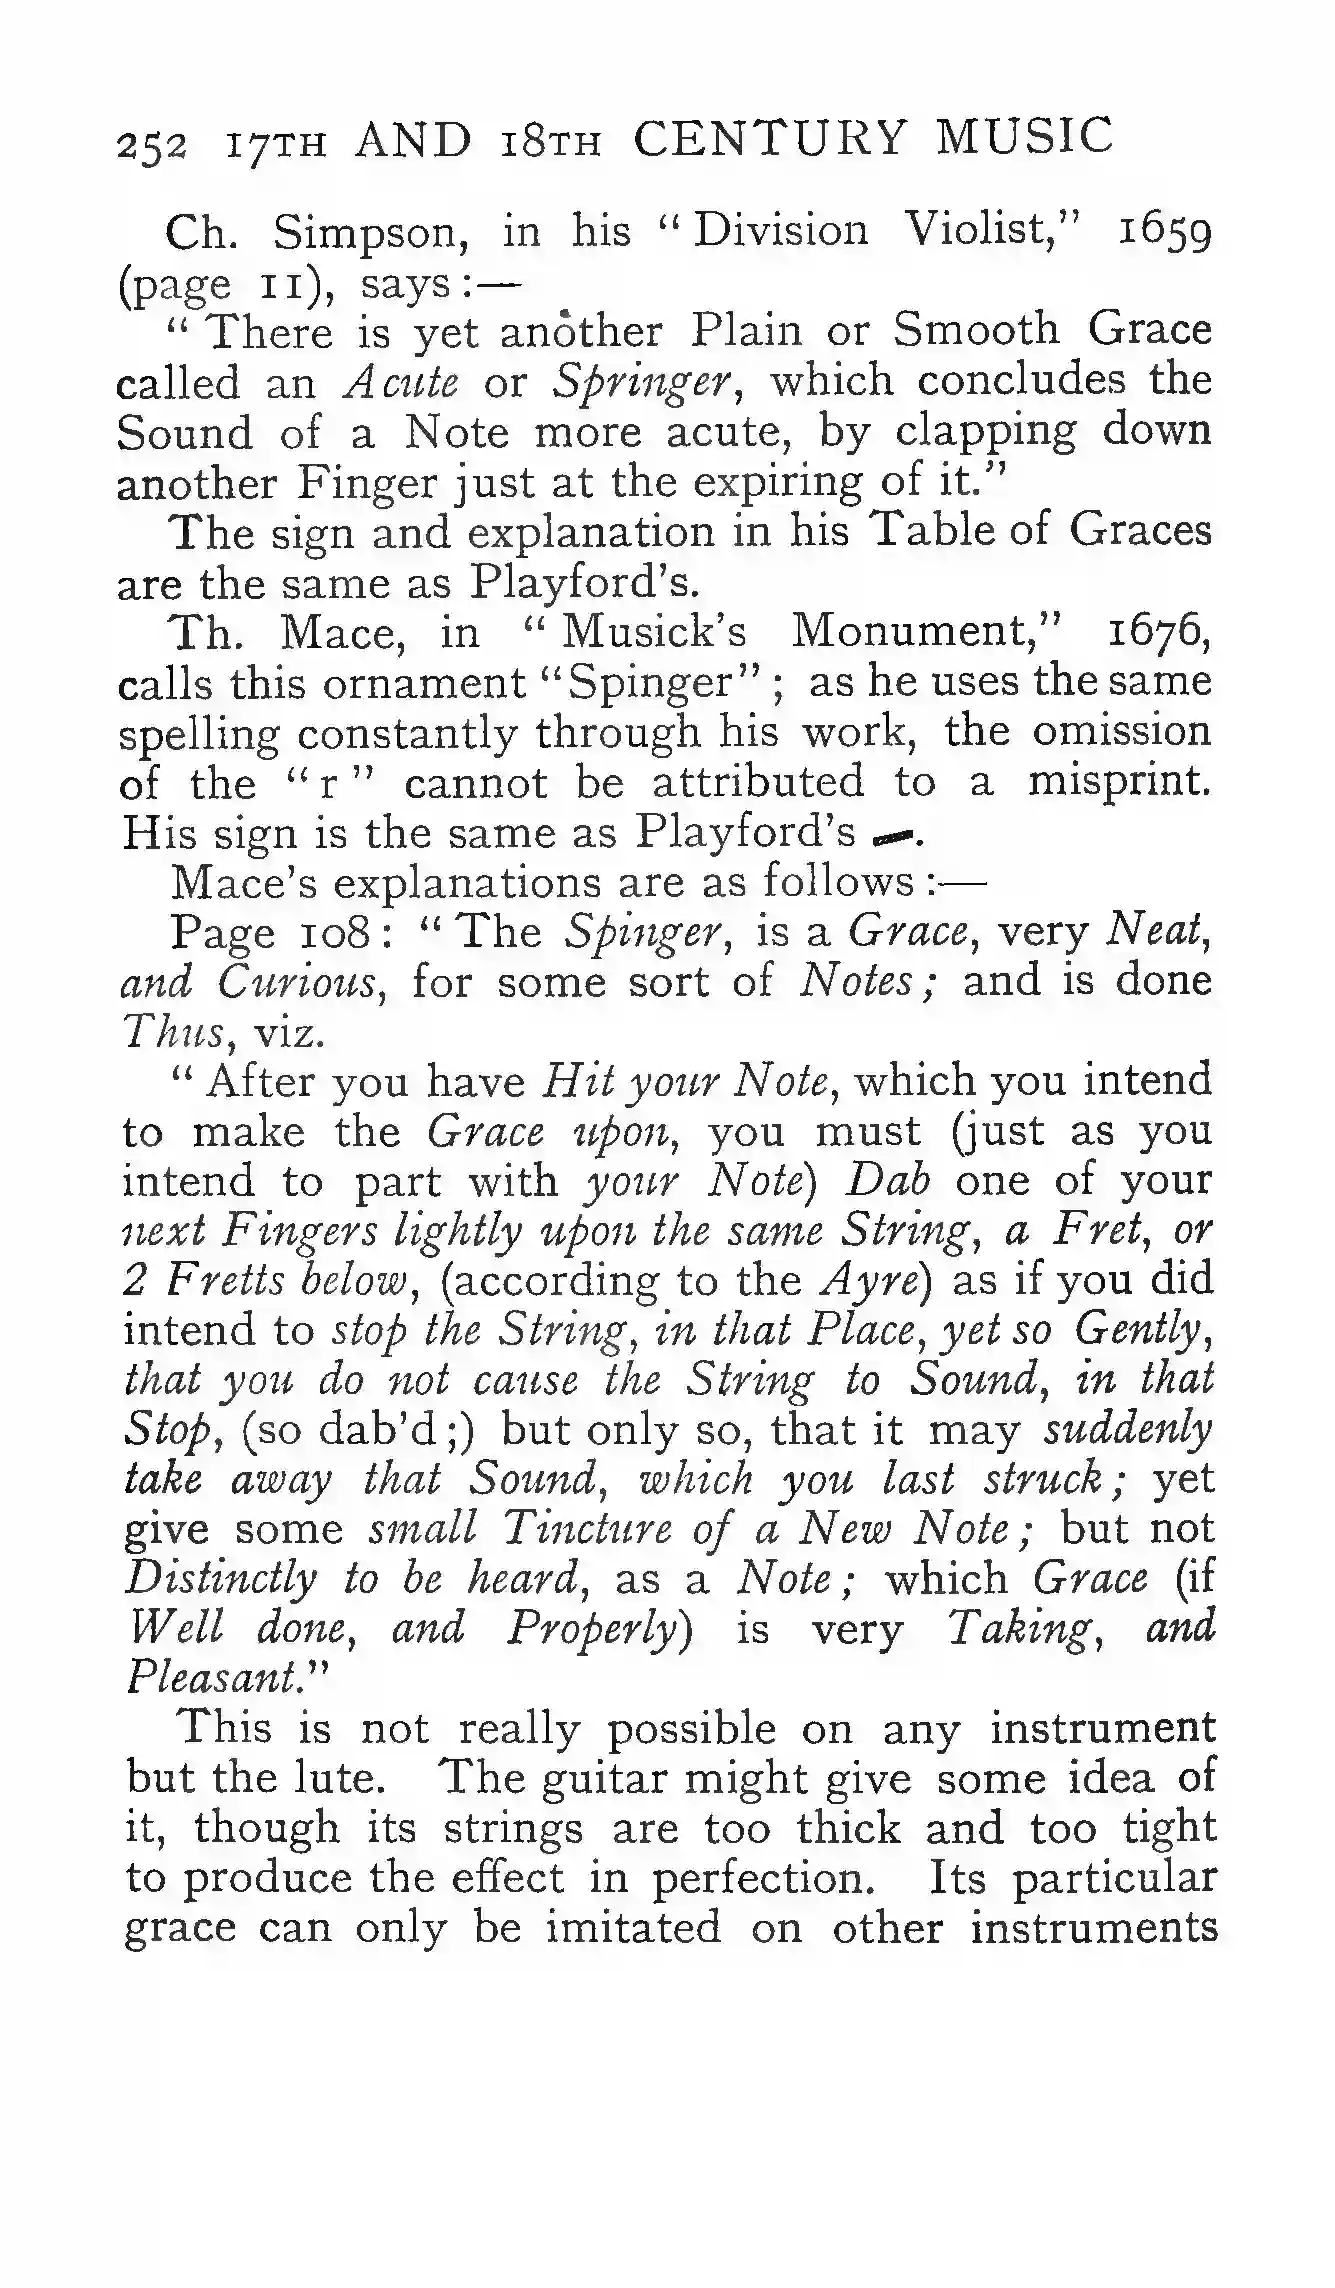 252 17TH AND 18TH CENTURY MUSIC
Ch. Simpson, in his “Division Violist,” 1659
(page 11), says:—
“There is yet another Plain or Smooth Grace
called an Acute or Springer, which concludes the
Sound of a Note more acute, by clapping down
another Finger just at the expiring of it.”
The sign and explanation in his Table of Graces
are the same as Playford’s.
Th. Mace, in “Musick’s Monument,” 1676,
calls this ornament “Spinger”; as he uses the same
spelling constantly through his work, the omission
of the “r” cannot be attributed to a misprint.
His sign is the same as Playford’s ⁓.
Mace’s explanations are as follows:—
Page 108: “The Spinger, is a Grace, very Neat,
and Curious, for some sort of Notes; and is done
Thus, viz.
“After you have Hit your Note, which you intend
to make the Grace upon, you must (just as you
intend to part with your Note) Dab one of your
next Fingers lightly upon the same String, a Fret, or
2 Fretts below, (according to the Ayre) as if you did
intend to stop the String, in that Place, yet so Gently,
that you do not cause the String to Sound, in that
Stop, (so dab’d;) but only so, that it may suddenly
take away that Sound, which you last struck; yet
give some small Tincture of a New Note; but not
Distinctly to be heard, as a Note; which Grace (if
Well done, and Properly) is very Taking, and
Pleasant.”
This is not really possible on any instrument
but the lute. The guitar might give some idea of
it, though its strings are too thick and too tight
to produce the effect in perfection. Its particular
grace can only be imitated on other instruments